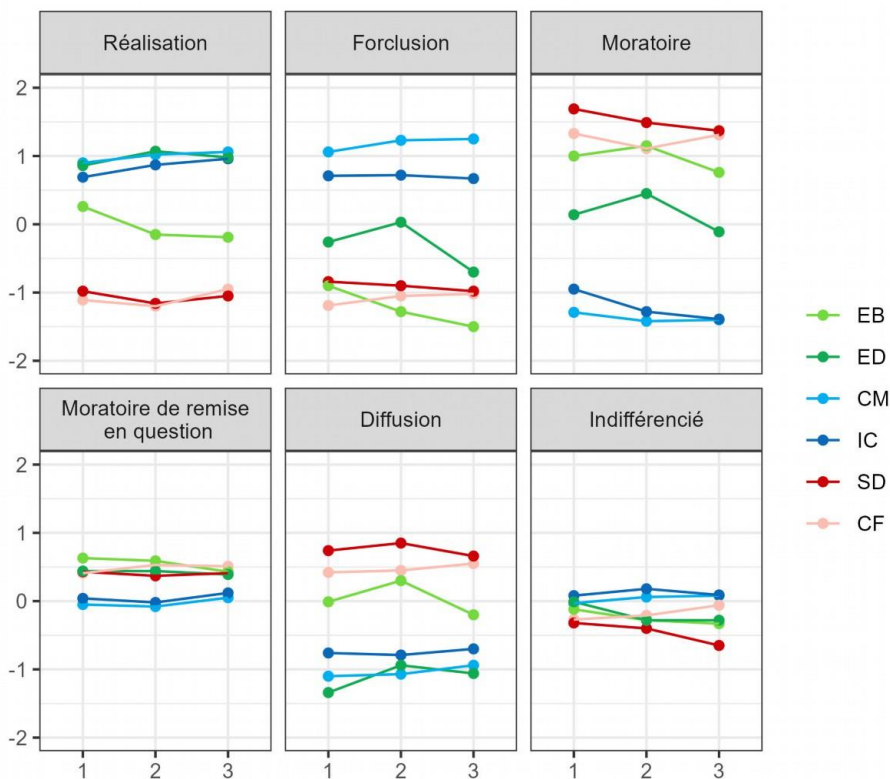 Réalisation
Forclusion
Moratoire
2
1
0
-1
-2
Moratoire de remise
en question
Diffusion
Indifférencié
2
1
0
-1
-2
1 2 3
1 2 3
1 2 3
EB
ED
CM
IC
SD
CF